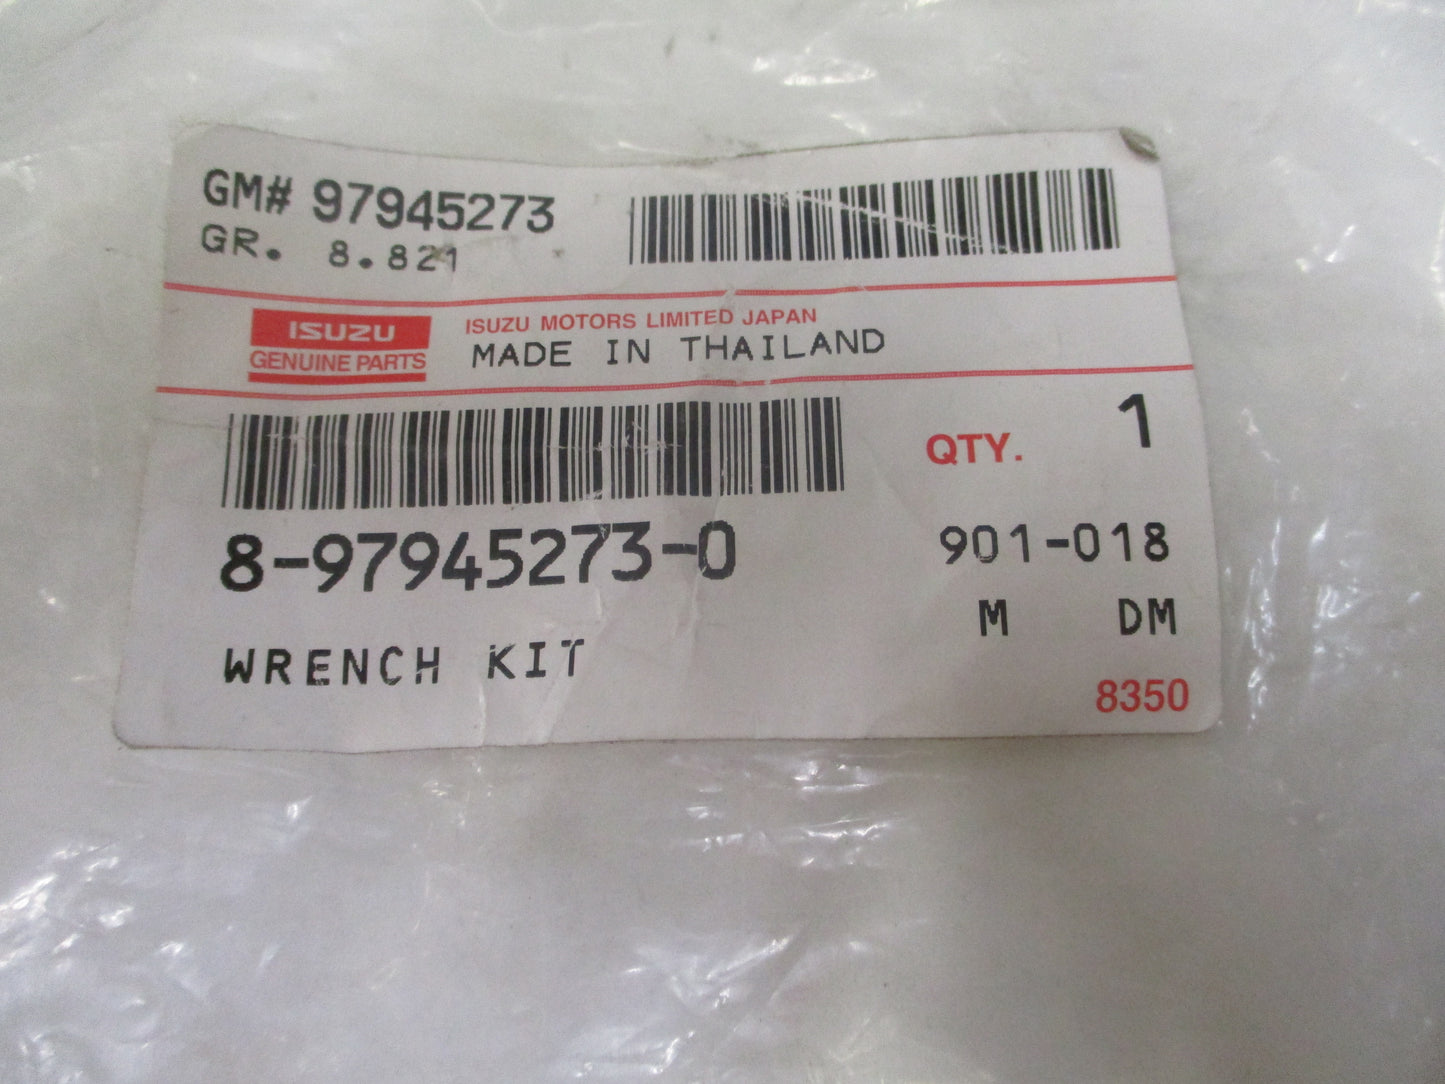 GM# 97945273
GR. 8.821
ISUZU
GENUINE PARTS
ISUZU MOTORS LIMITED JAPAN
MADE IN THAILAND
QTY. 1
8-97945273-0
901-018
M DM
WRENCH KIT
8350